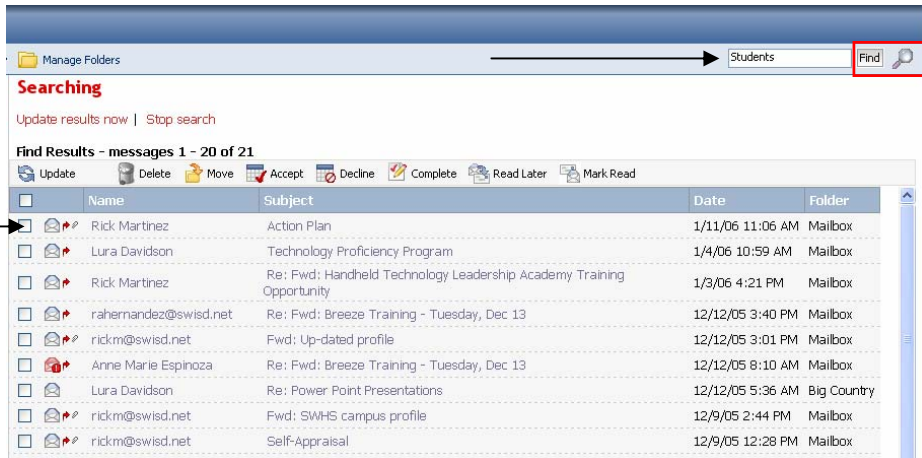 Manage Folders Students Find
Searching
Update results now | Stop search
Find Results - messages 1 - 20 of 21
Update Delete Move Accept Decline Complete Read Later Mark Read
Name Subject Date Folder
Rick Martinez Action Plan 1/11/06 11:06 AM Mailbox
Lura Davidson Technology Proficiency Program 1/4/06 10:59 AM Mailbox
Rick Martinez Re: Fwd: Handheld Technology Leadership Academy Training
Opportunity 1/3/06 4:21 PM Mailbox
rahernandez@swisd.net Re: Fwd: Breeze Training - Tuesday, Dec 13 12/12/05 3:40 PM Mailbox
rickm@swisd.net Fwd: Up-dated profile 12/12/05 3:01 PM Mailbox
Anne Marie Espinoza Re: Fwd: Breeze Training - Tuesday, Dec 13 12/12/05 8:10 AM Mailbox
Lura Davidson Re: Power Point Presentations 12/12/05 5:36 AM Big Country
rickm@swisd.net Fwd: SWHS campus profile 12/9/05 2:44 PM Mailbox
rickm@swisd.net Self-Appraisal 12/9/05 12:28 PM Mailbox